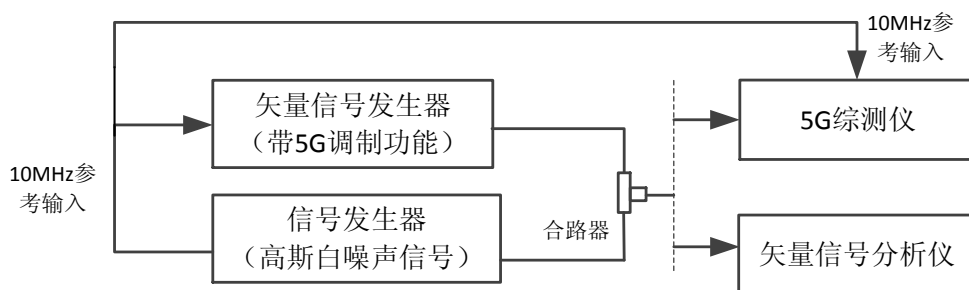 10MHz参
考输入
矢量信号发生器
（带5G调制功能）
5G综测仪
10MHz参
考输入
信号发生器
（高斯白噪声信号）
合路器
矢量信号分析仪